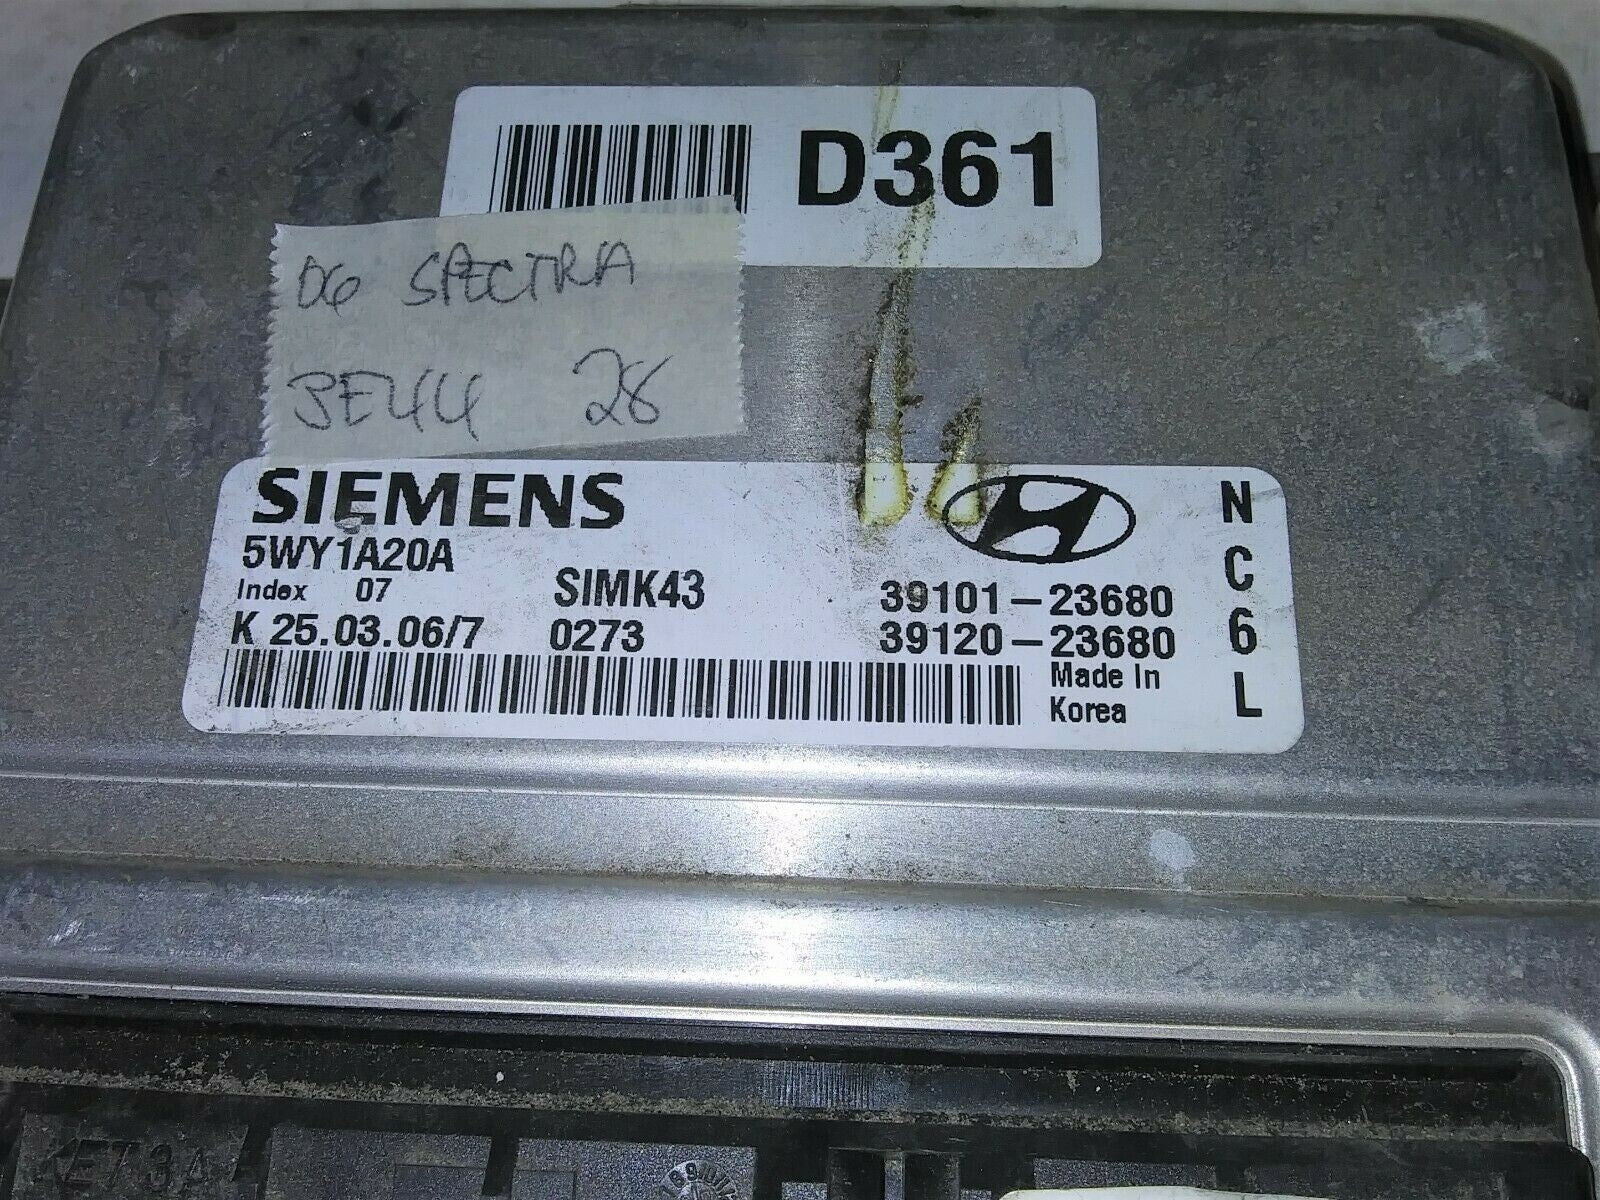 D361
06 SPECTRA
3E44 28
SIEMENS
5WY1A20A
Index 07 SIMK43 39101-23680
K 25.03.06/7 0273 39120-23680
Made In
Korea
N
C
6
L